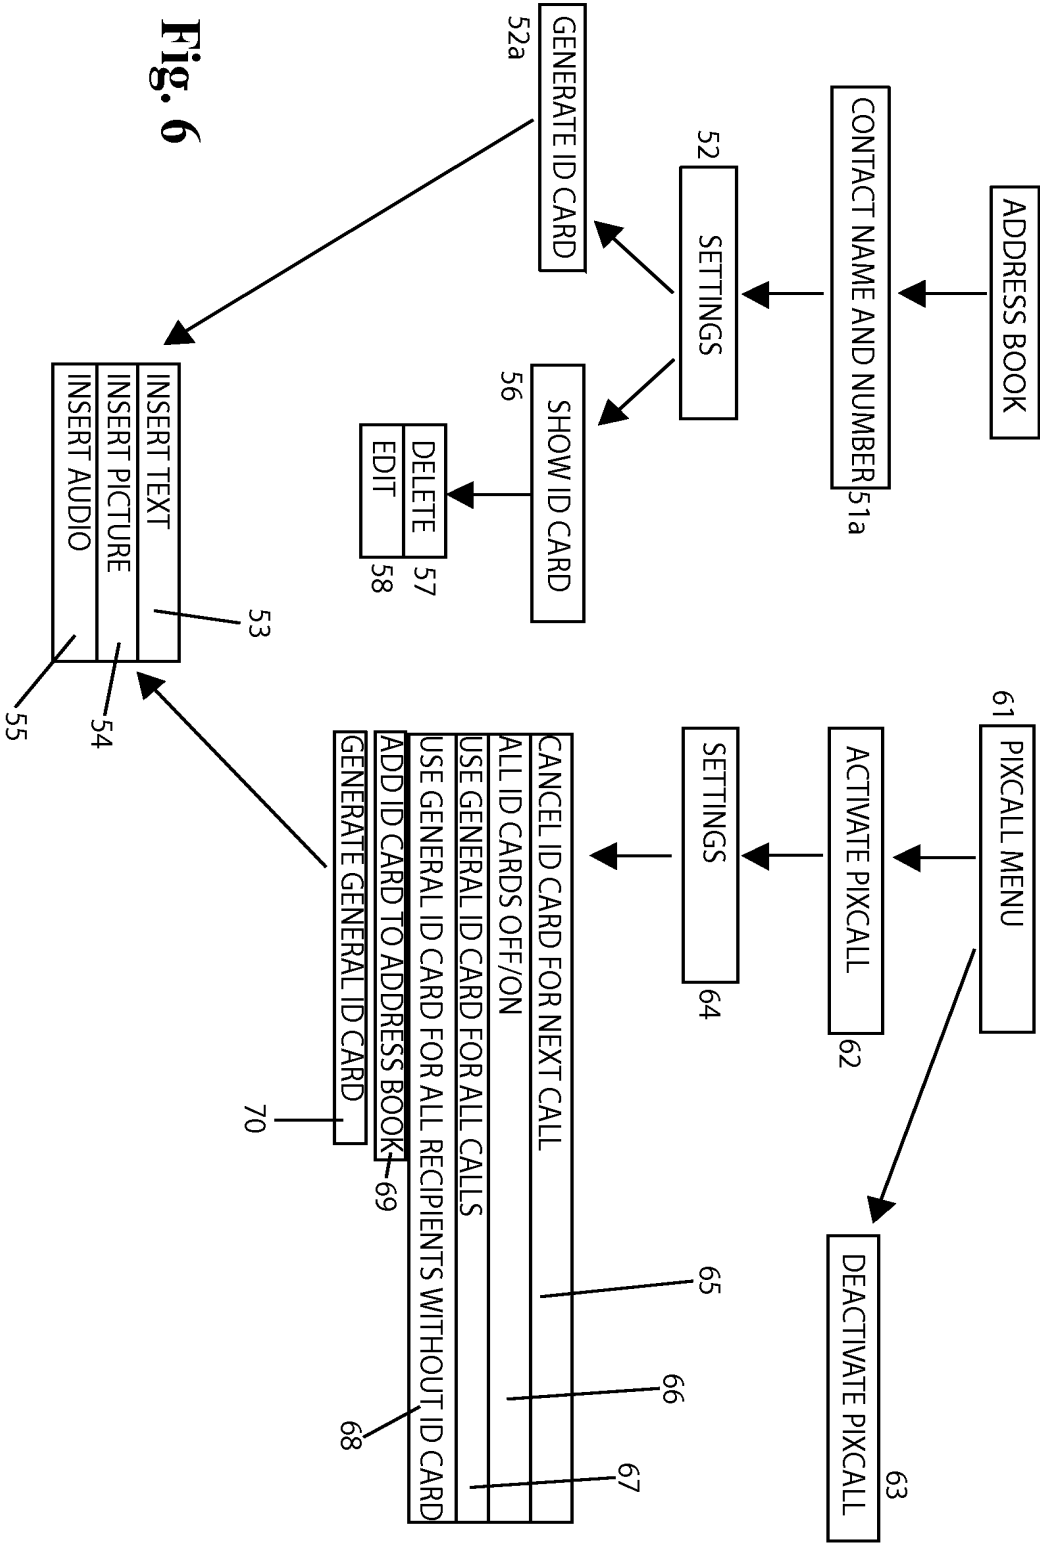 ADDRESS BOOK
CONTACT NAME AND NUMBER
51a
52
SETTINGS
GENERATE ID CARD
52a
SHOW ID CARD
56
DELETE
57
EDIT
58
INSERT TEXT
INSERT PICTURE
INSERT AUDIO
53
54
55
61
PIXCALL MENU
ACTIVATE PIXCALL
62
DEACTIVATE PIXCALL
63
SETTINGS
64
CANCEL ID CARD FOR NEXT CALL
ALL ID CARDS OFF/ON
USE GENERAL ID CARD FOR ALL CALLS
USE GENERAL ID CARD FOR ALL RECIPIENTS WITHOUT ID CARD
ADD ID CARD TO ADDRESS BOOK
GENERATE GENERAL ID CARD
65
66
67
68
69
70
Fig. 6